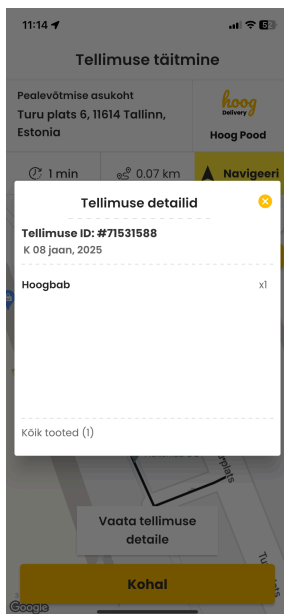 11:14
Tellimuse täitmine
Pealevõtmise asukoht
Turu plats 6, 11614 Tallinn,
Estonia
hoog
Delivery
Hoog Pood
1 min
0.07 km
Navigeeri
Tellimuse detailid
Tellimuse ID: #71531588
K 08 jaan, 2025
Hoogbab
x1
Kõik tooted (1)
Vaata tellimuse
detaile
Kohal
Google